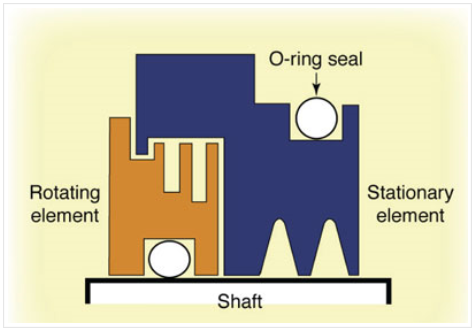 O-ring seal
Rotating
element
Stationary
element
Shaft